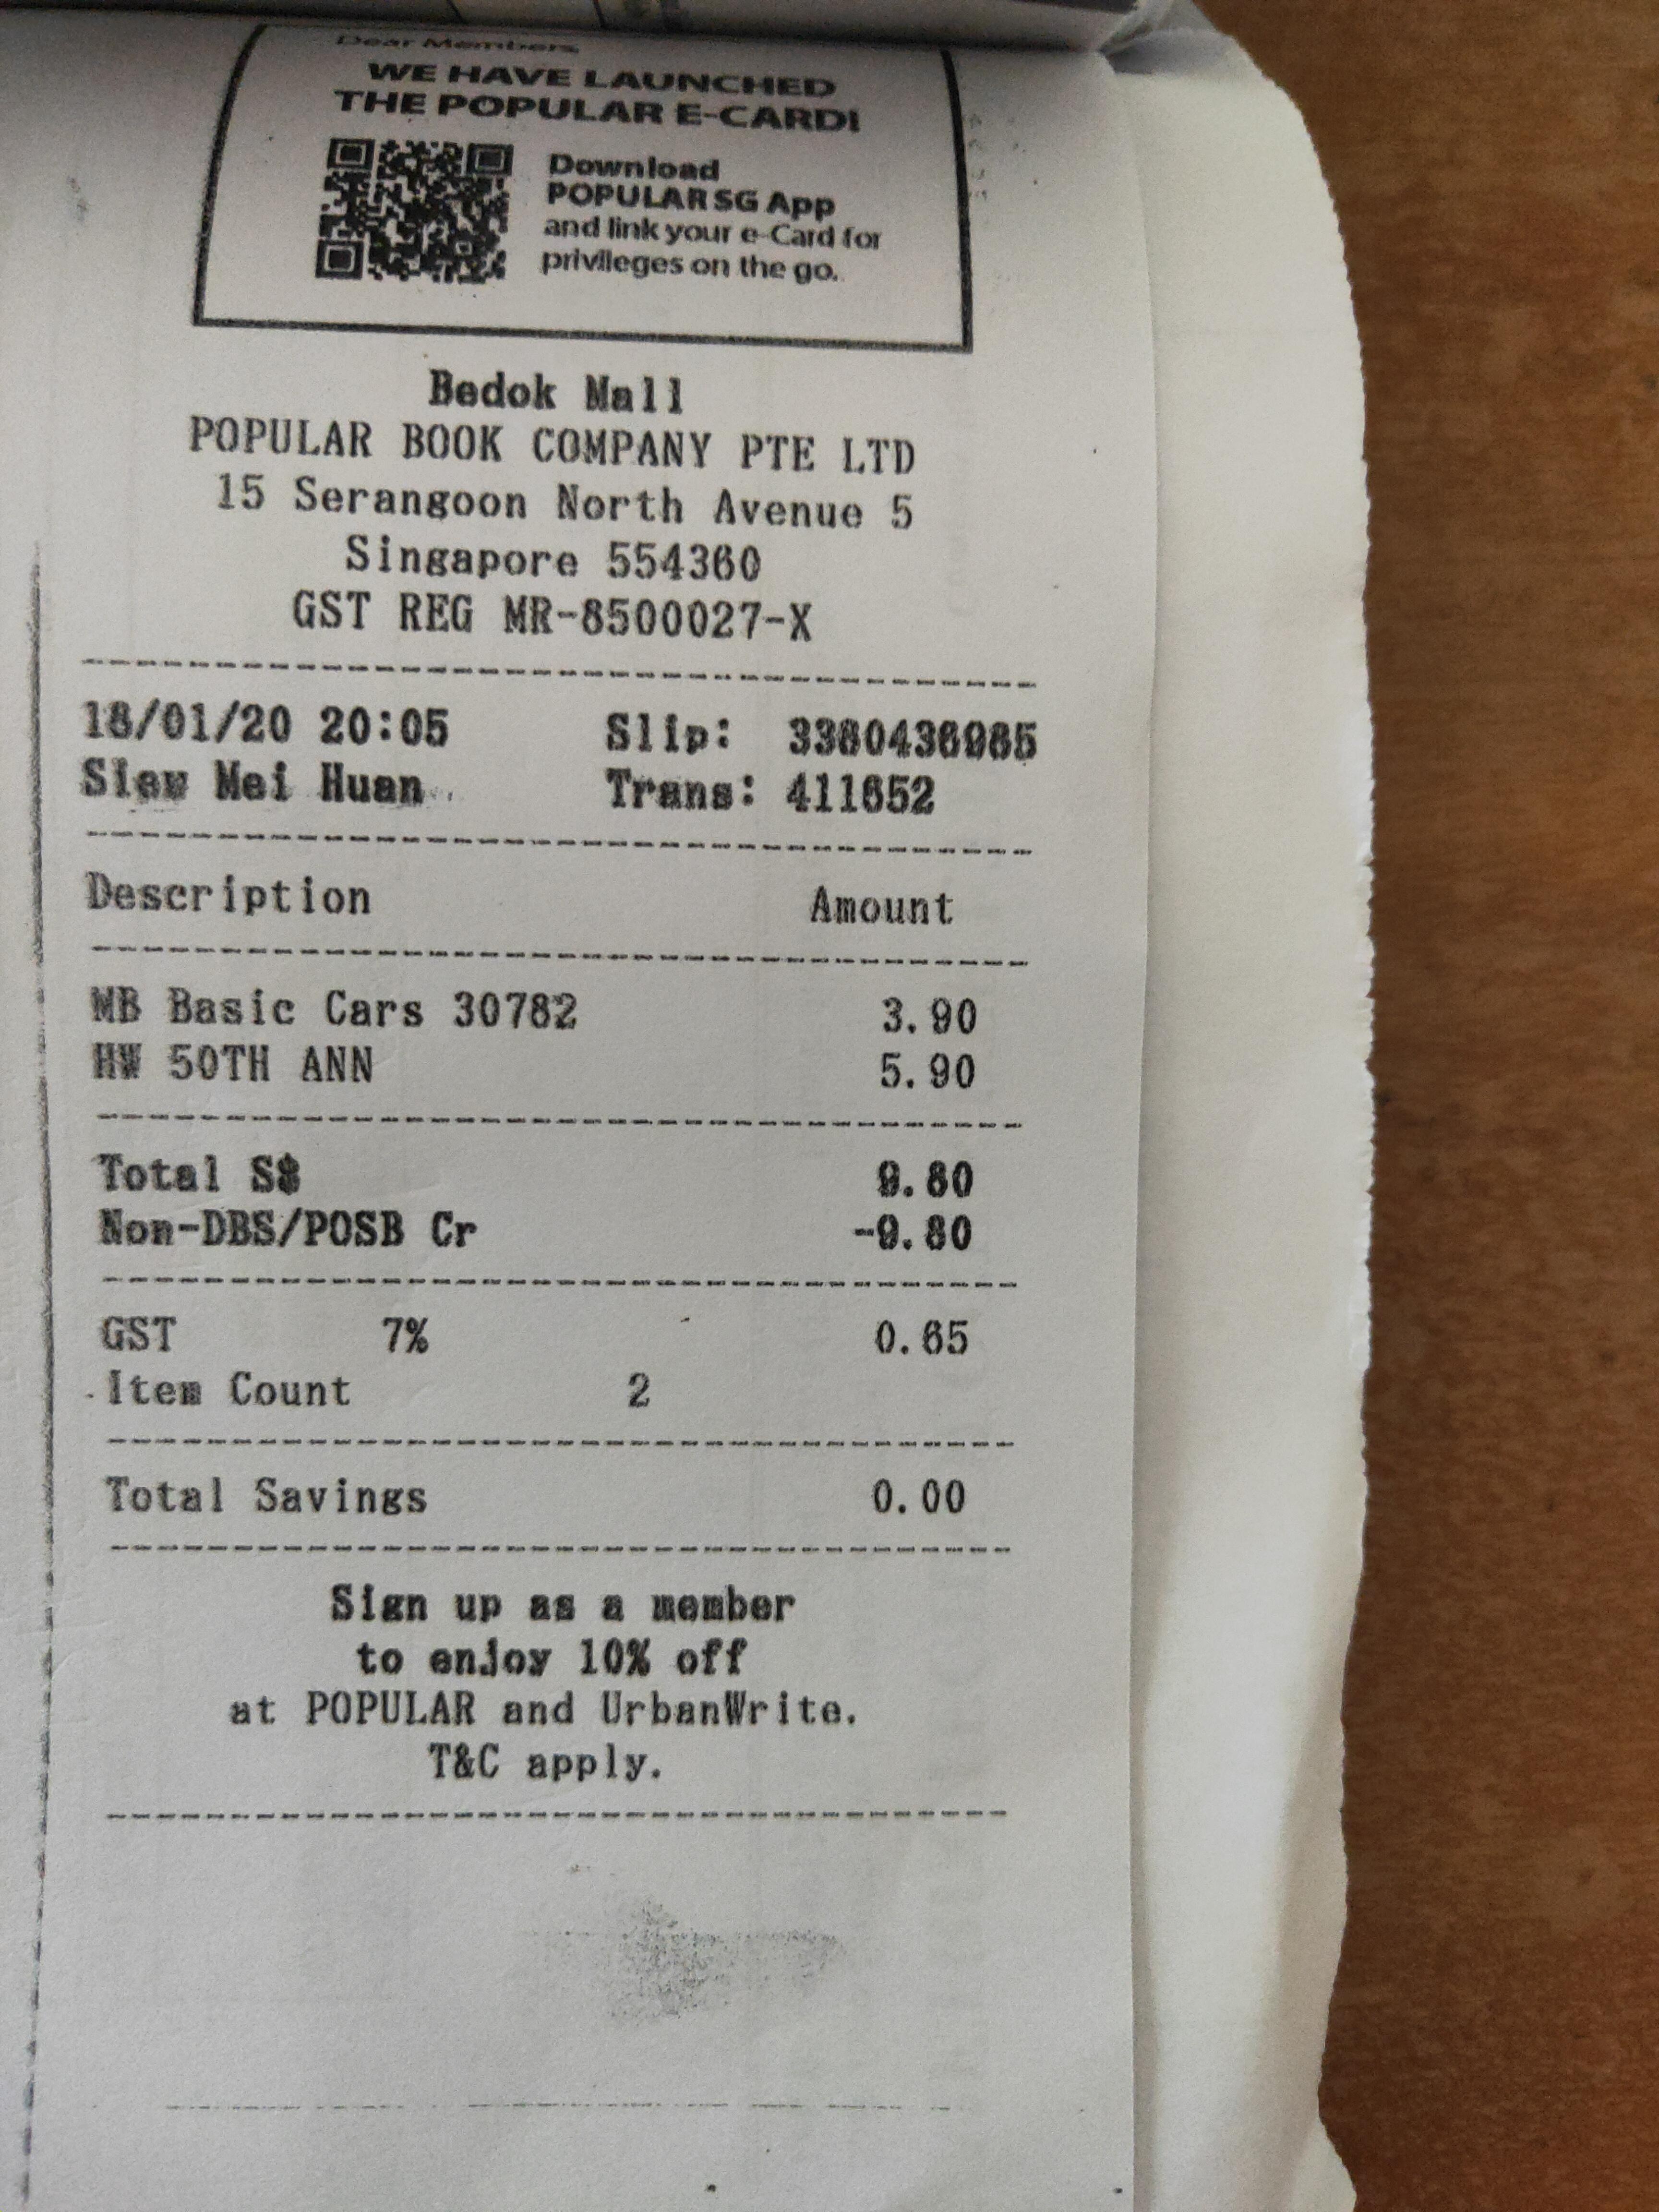 Dear Members,
WE HAVE LAUNCHED
THE POPULAR E-CARD!
Download
POPULAR SG App
and link your e-Card for
privileges on the go.
Bedok Mall
POPULAR BOOK COMPANY PTE LTD
15 Serangoon North Avenue 5
Singapore 554360
GST REG MR-8500027-X
18/01/20 20:05 Slip:
Siew Mei Huan Trans: 411652
Description Amount
MB Basic Cars 30782 3.90
HW 50TH ANN 5.90
Total S$ 9.80
Non-DBS/POSB Cr -9.80
GST 7% 0.65
Item Count 2
Total Savings 0.00
Sign up as a member
to enjoy 10% off
at POPULAR and UrbanWrite.
T&C apply.